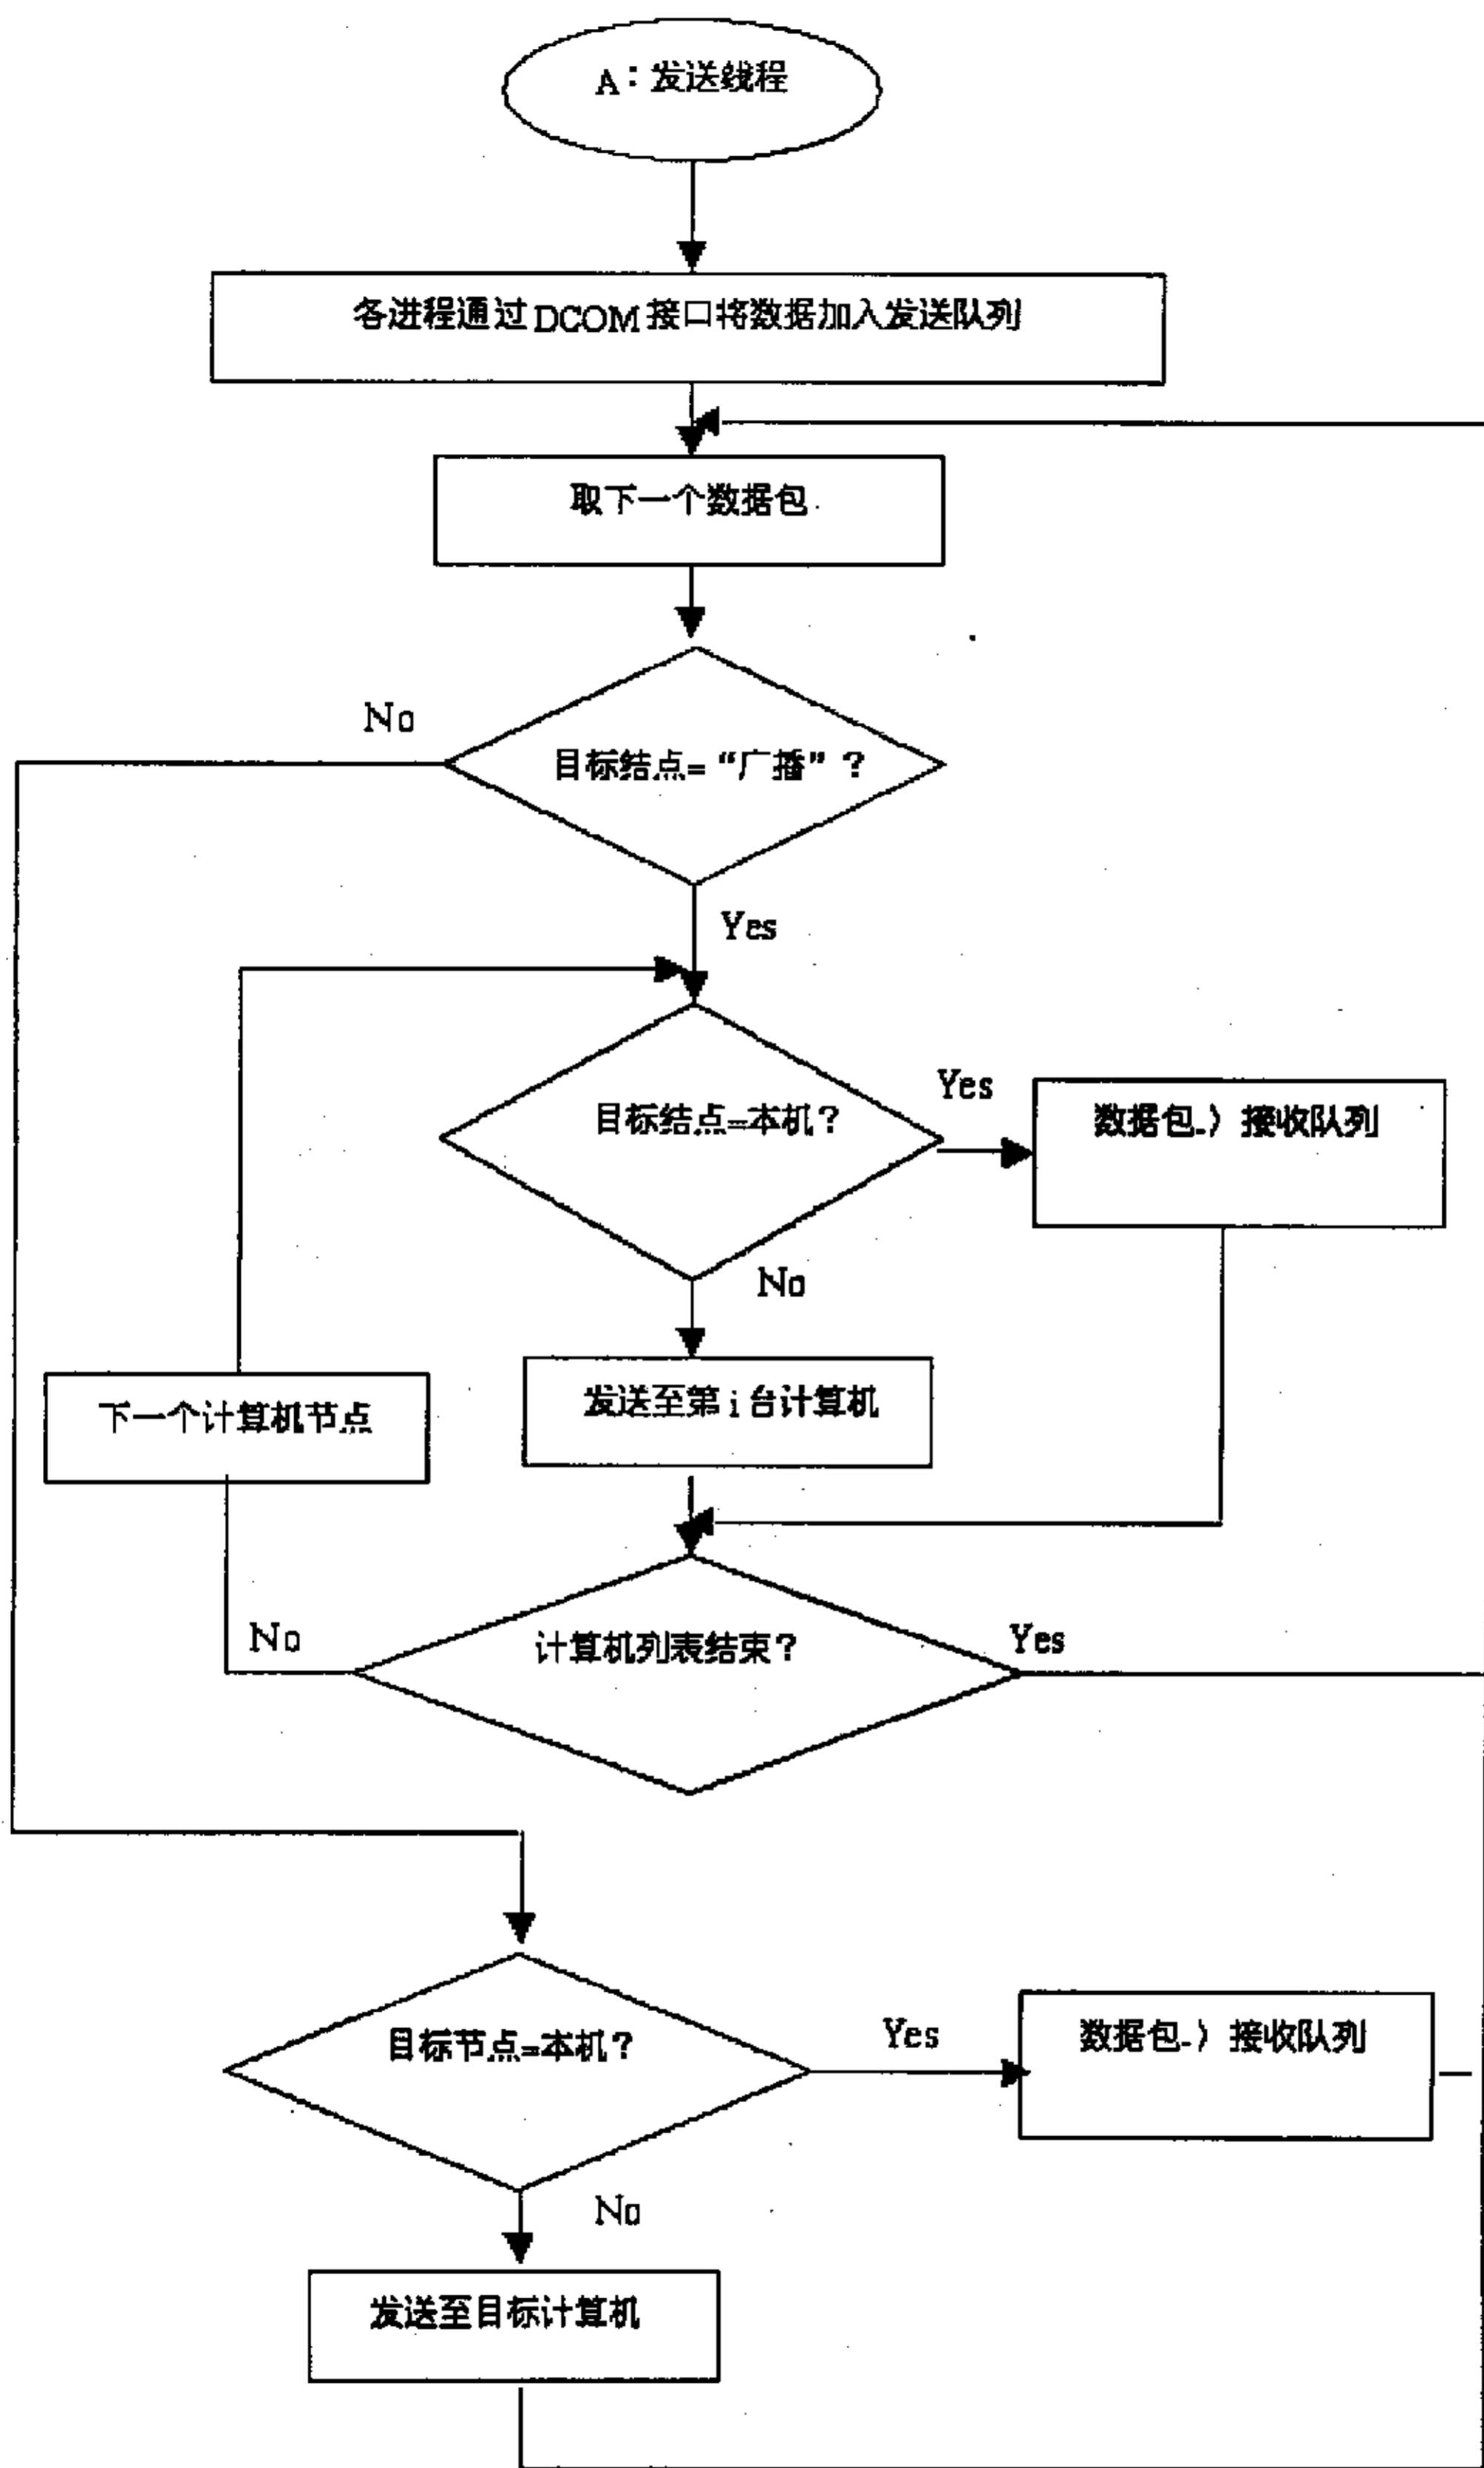 A：发送线程
各进程通过DCOM接口将数据加入发送队列
取下一个数据包
No
目标结点=“广播”？
Yes
目标结点=本机？
Yes
数据包-〉接收队列
No
下一个计算机节点
发送至第i台计算机
No
计算机列表结束？
Yes
目标节点=本机？
Yes
数据包-〉接收队列
No
发送至目标计算机